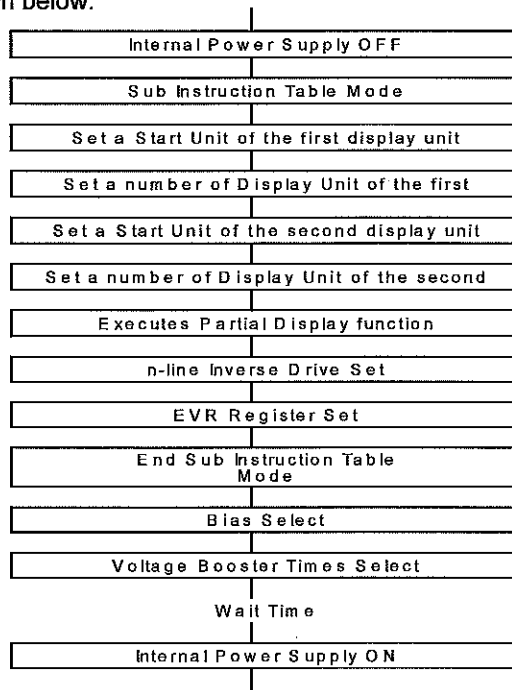 below.
Internal Power Supply OFF
Sub Instruction Table Mode
Set a Start Unit of the first display unit
Set a number of Display Unit of the first
Set a Start Unit of the second display unit
Set a number of Display Unit of the second
Executes Partial Display function
n-line Inverse Drive Set
EVR Register Set
End Sub Instruction Table
Mode
Bias Select
Voltage Booster Times Select
Wait Time
Internal Power Supply ON